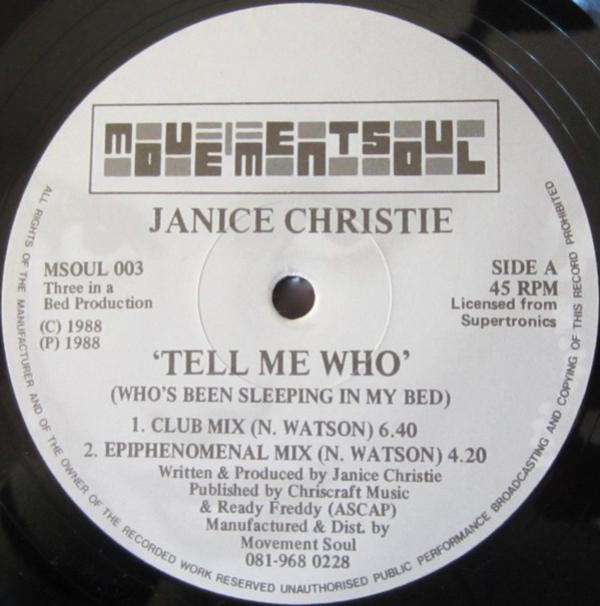 MOVEMENTSOUL
JANICE CHRISTIE
MSOUL 003
Three in a
Bed Production
(C) 1988
(P) 1988
SIDE A
45 RPM
Licensed from
Supertronics
'TELL ME WHO'
(WHO'S BEEN SLEEPING IN MY BED)
1. CLUB MIX (N. WATSON) 6.40
2. EPIPHENOMENAL MIX (N. WATSON) 4.20
Written & Produced by Janice Christie
Published by Chriscraft Music
& Ready Freddy (ASCAP)
Manufactured & Dist. by
Movement Soul
081-968 0228
ALL RIGHTS OF THE MANUFACTURER AND OF THE OWNER OF THE RECORDED WORK RESERVED UNAUTHORISED PUBLIC PERFORMANCE BROADCASTING AND COPYING OF THIS RECORD PROHIBITED